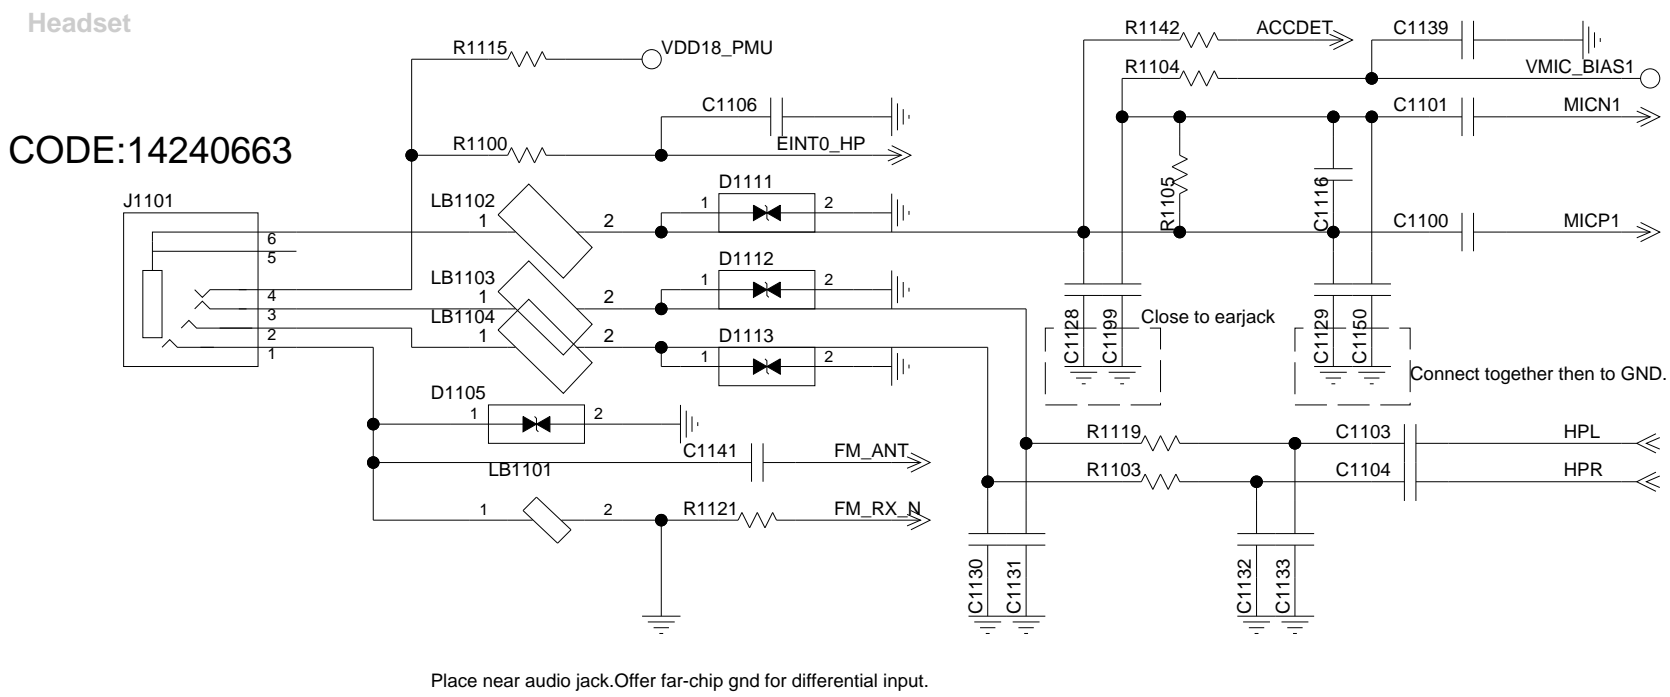 Headset
R1142
ACCDET
C1139
R1115
VDD18_PMU
R1104
VMIC_BIAS1
C1106
C1101
MICN1
CODE:14240663
R1100
EINT0_HP
D1111
J1101
LB1102
1
2
1
2
R1105
C1116
C1100
MICP1
6
5
D1112
LB1103
1
2
1
2
4
3
LB1104
1
2
D1113
1
2
2
1
C1128
C1199
Close to earjack
C1129
C1150
Connect together then to GND.
D1105
1
2
R1119
C1103
HPL
C1141
FM_ANT
LB1101
R1103
C1104
HPR
1
2
R1121
FM_RX_N
C1130
C1131
C1132
C1133
Place near audio jack.Offer far-chip gnd for differential input.